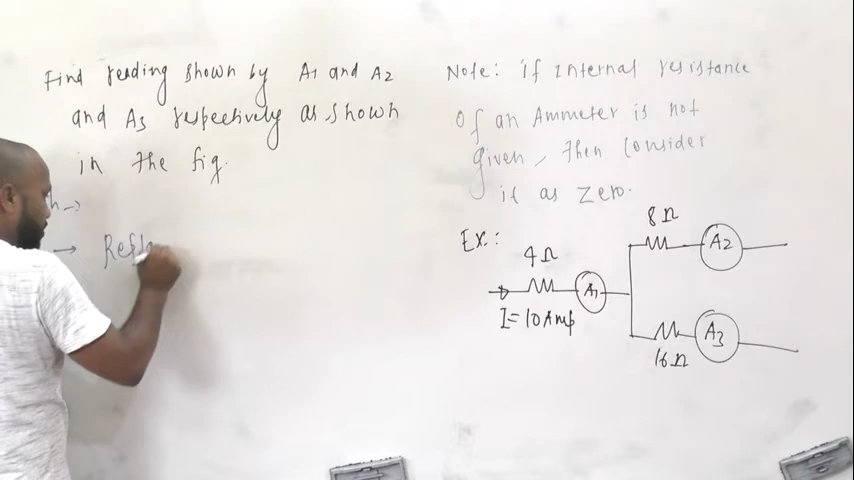 Find reading shown by A1 and A2
and A3 respectively as shown
in the fig.
→
→ Reff
Note: if Internal resistance
of an Ammeter is not
given, then Consider
it as Zero.
Ex.:
4Ω
A1
I=10Amp
8Ω
A2
A3
16Ω